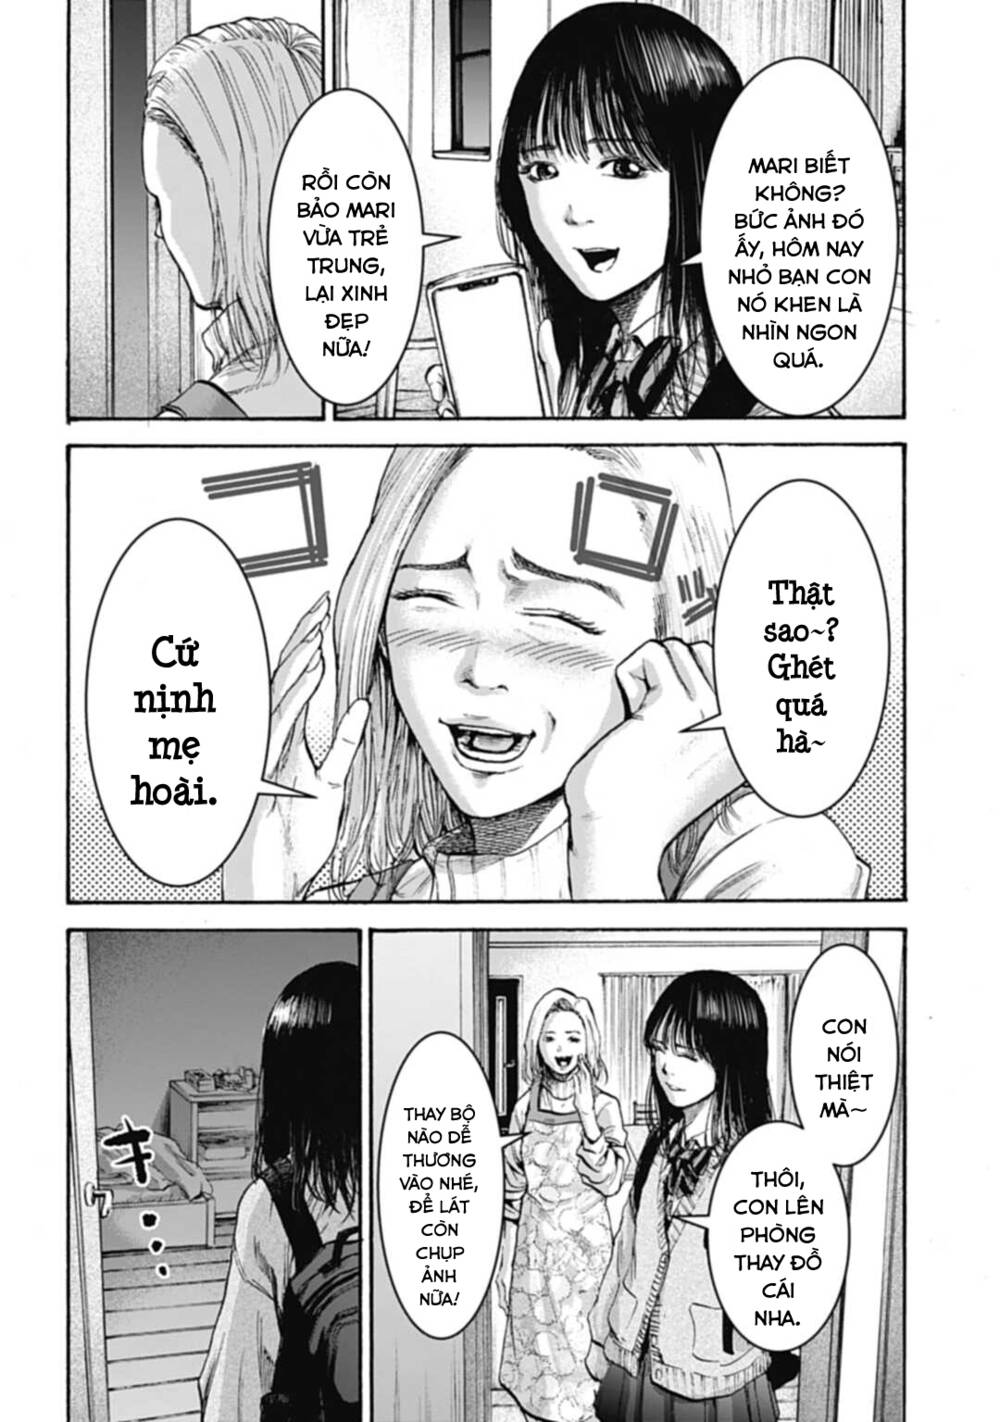 MARI BIẾT
KHÔNG?
BỨC ẢNH ĐÓ
ẤY, HÔM NAY
NHỎ BẠN CON
NÓ KHEN LÀ
NHÌN NGON
QUÁ.
RỒI CÒN
BẢO MARI
VỪA TRẺ
TRUNG,
LẠI XINH
ĐẸP
NỮA!
Thật
sao~?
Ghét
quá
hà~
Cứ
nịnh
mẹ
hoài.
CON
NÓI
THIỆT
MÀ~
THÔI,
CON LÊN
PHÒNG
THAY ĐỒ
CÁI
NHA.
THAY BỘ
NÀO DỄ
THƯƠNG
VÀO NHÉ,
ĐỂ LÁT
CÒN
CHỤP
ẢNH
NỮA!
キ